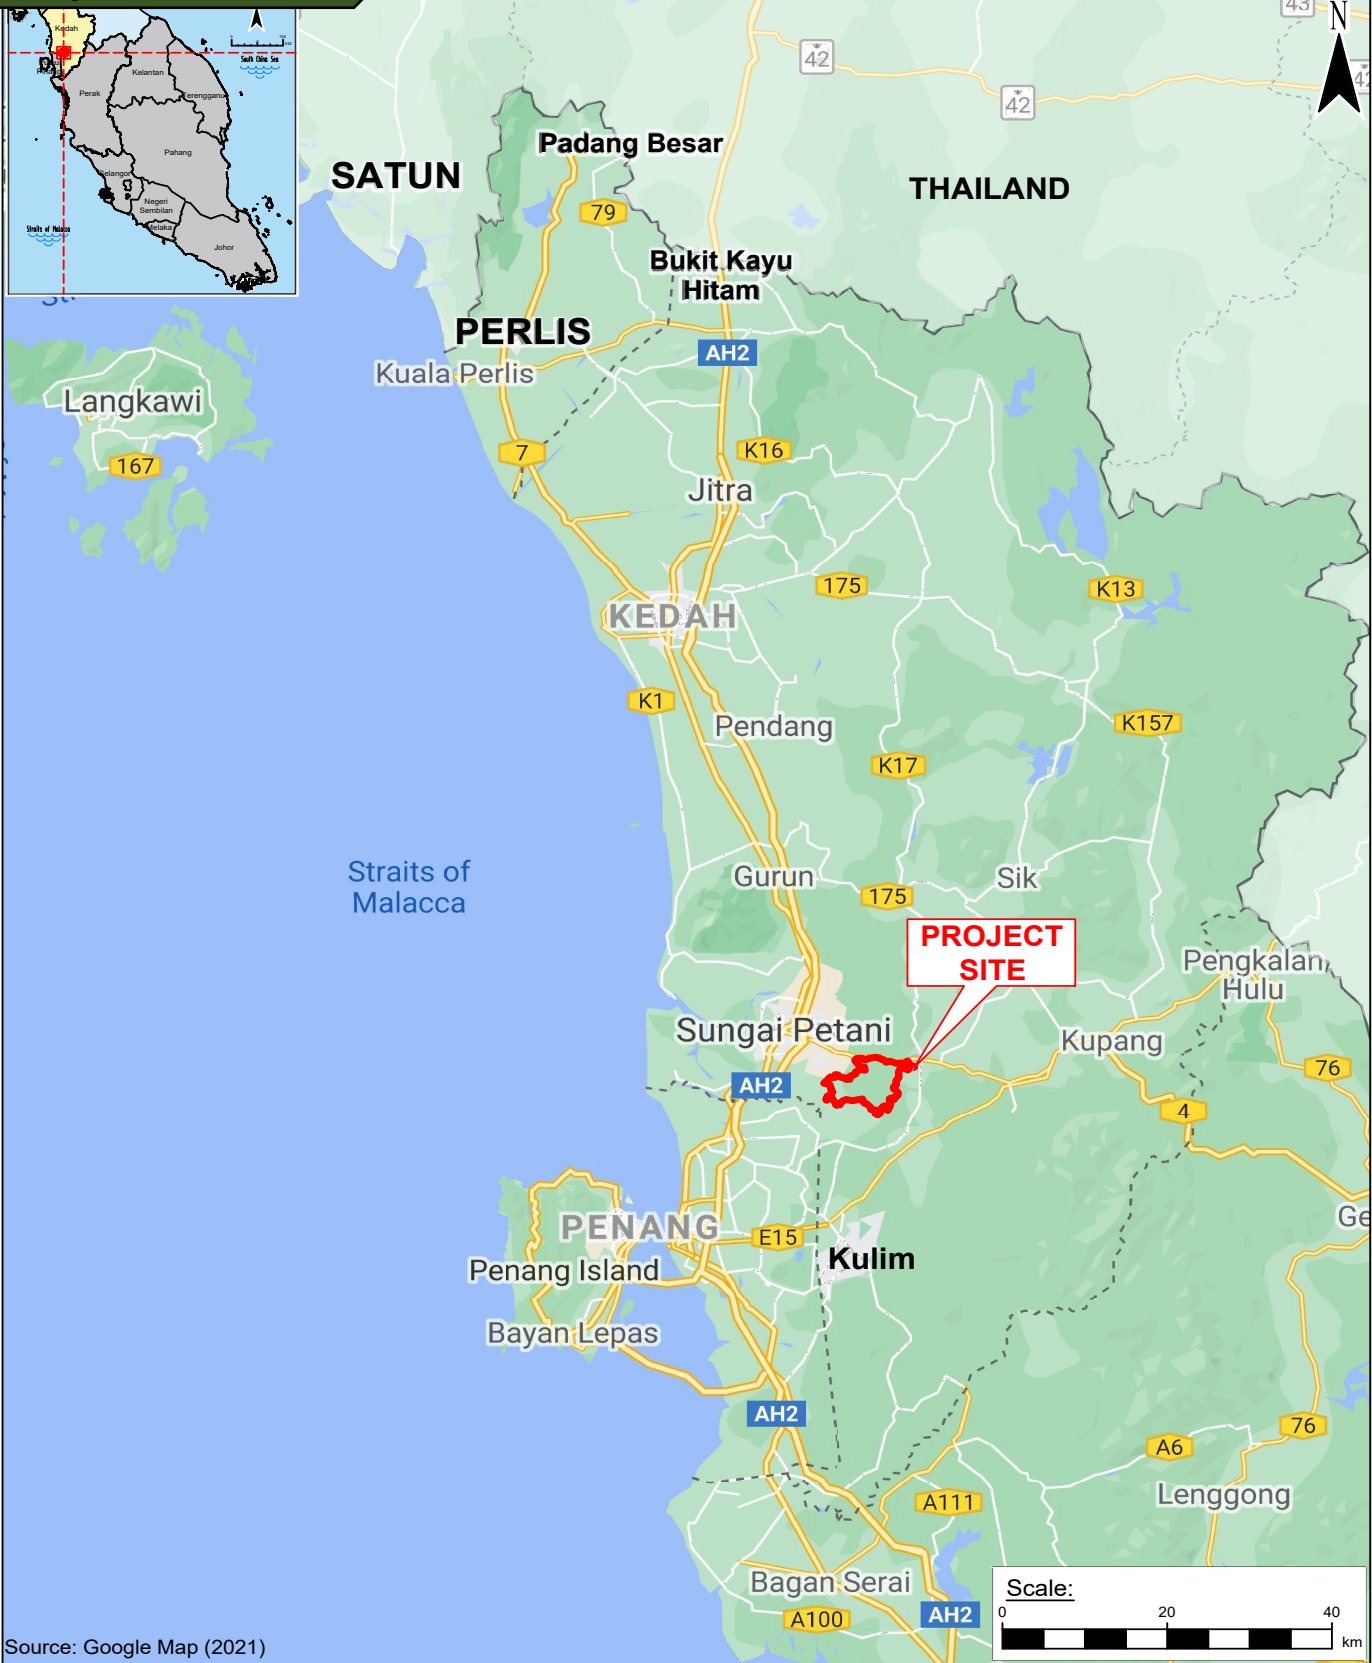 Kedah
Kelantan
Perak
Terengganu
Pahang
Selangor
Negeri
Sembilan
Melaka
Johor
South China Sea
Straits of Malacca
N
43
42
42
SATUN
Padang Besar
THAILAND
79
Bukit Kayu
Hitam
PERLIS
AH2
Kuala Perlis
Langkawi
167
7
K16
Jitra
175
K13
KEDAH
K1
Pendang
K157
K17
Straits of
Malacca
Gurun
Sik
175
PROJECT
SITE
Pengkalan
Hulu
Sungai Petani
Kupang
76
AH2
4
PENANG
E15
Penang Island
Kulim
Bayan Lepas
AH2
76
A6
A111
Lenggong
Bagan Serai
A100
AH2
Scale:
0 20 40
km
Source: Google Map (2021)